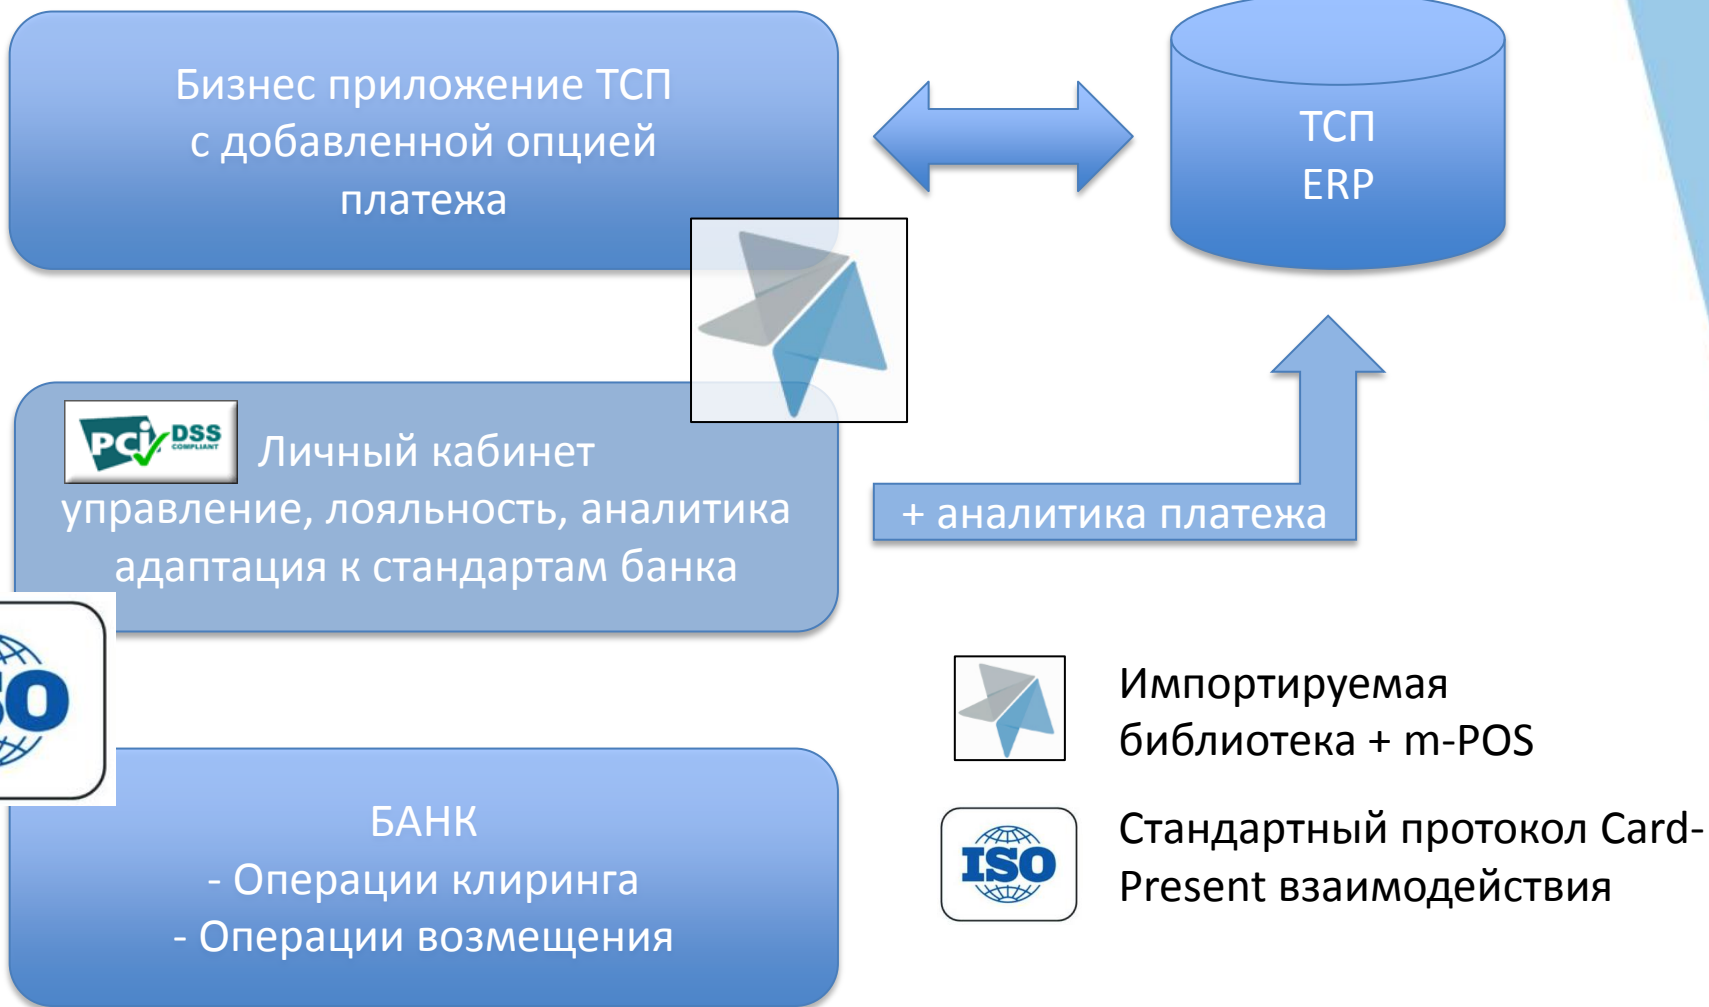 Бизнес приложение ТСП
с добавленной опцией
платежа
ТСП
ERP
PCI DSS
COMPLIANT
Личный кабинет
управление, лояльность, аналитика
адаптация к стандартам банка
+ аналитика платежа
БАНК
- Операции клиринга
- Операции возмещения
Импортируемая
библиотека + m-POS
ISO
Стандартный протокол Card-
Present взаимодействия